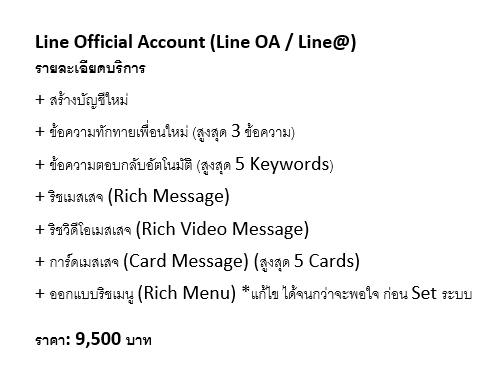 Line Official Account (Line OA / Line@)
รายละเอียดบริการ
+ สร้างบัญชีใหม่
+ ข้อความทักทายเพื่อนใหม่ (สูงสุด 3 ข้อความ)
+ ข้อความตอบกลับอัตโนมัติ (สูงสุด 5 Keywords)
+ ริชเมสเสจ (Rich Message)
+ ริชวิดีโอเมสเสจ (Rich Video Message)
+ การ์ดเมสเสจ (Card Message) (สูงสุด 5 Cards)
+ ออกแบบริชเมนู (Rich Menu) *แก้ไข ได้จนกว่าจะพอใจ ก่อน Set ระบบ
ราคา: 9,500 บาท